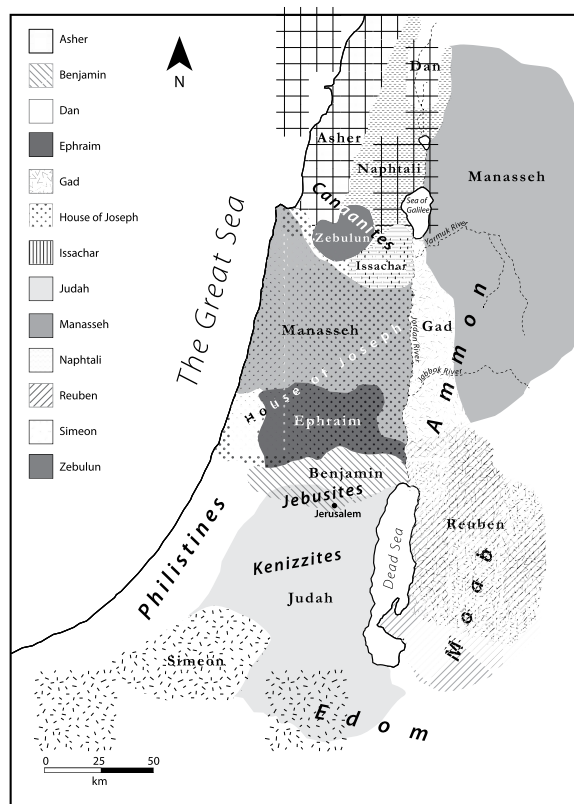 Asher
Benjamin
Dan
Ephraim
Gad
House of Joseph
Issachar
Judah
Manasseh
Naphtali
Reuben
Simeon
Zebulun
N
Dan
Asher
Naphtali
Manasseh
Canaanites
Sea of
Galilee
Zebulun
Yarmuk River
Issachar
The Great Sea
Manasseh
Gad
House of Joseph
Jordan River
Jabbok River
Ammon
Ephraim
Benjamin
Jebusites
Jerusalem
Reuben
Philistines
Kenizzites
Dead Sea
Judah
Moab
Simeon
Edom
0 25 50
km